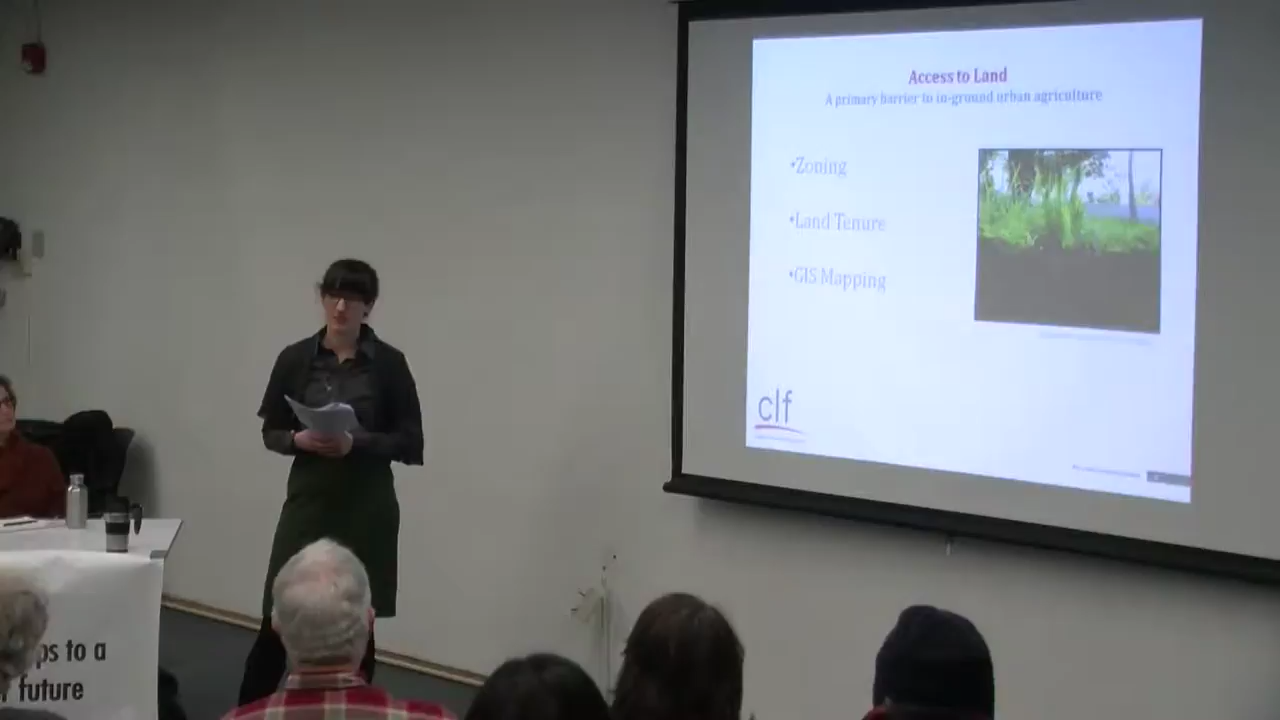 Access to Land
A primary barrier to in-ground urban agriculture
•Zoning
•Land Tenure
•GIS Mapping
clf
ps to a
future